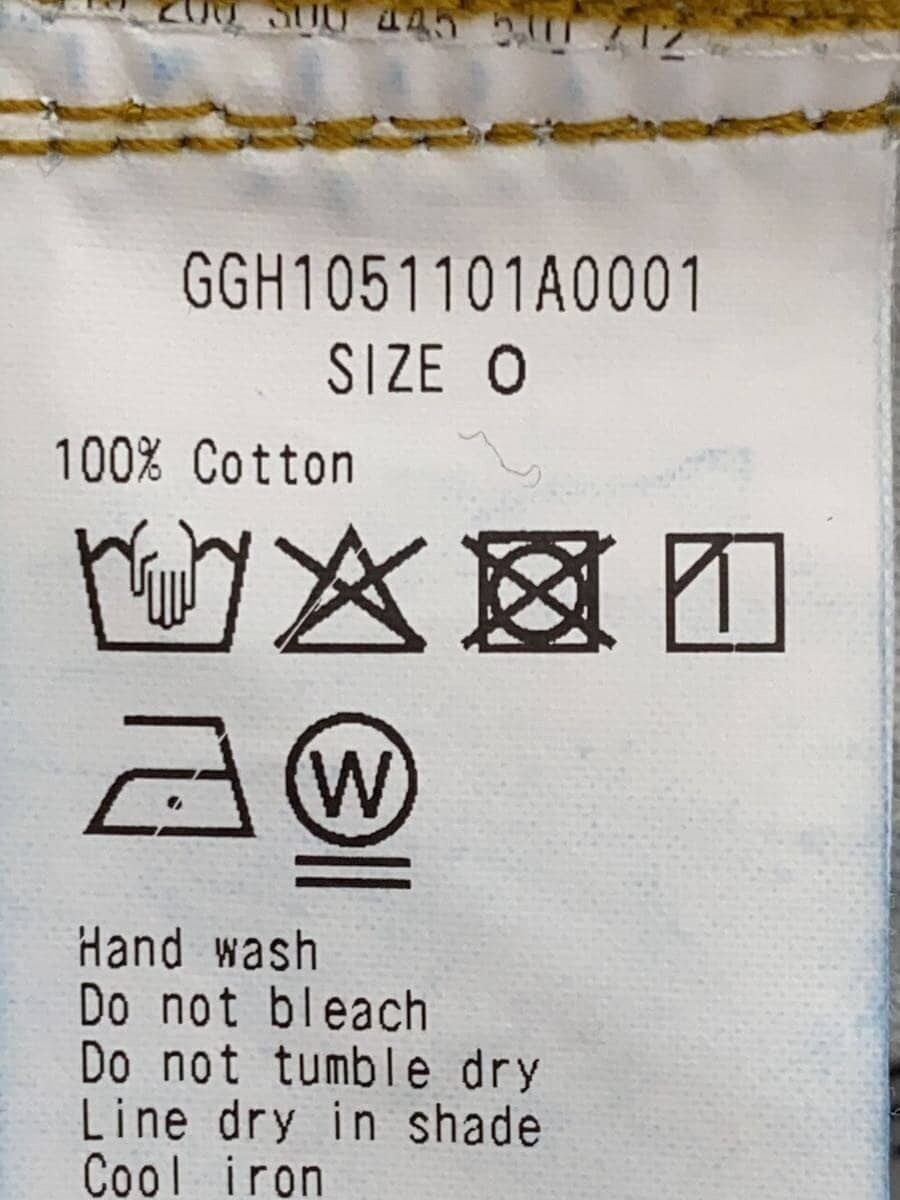 GGH1051101A0001
SIZE O
100% Cotton
W
Hand wash
Do not bleach
Do not tumble dry
Line dry in shade
Cool iron